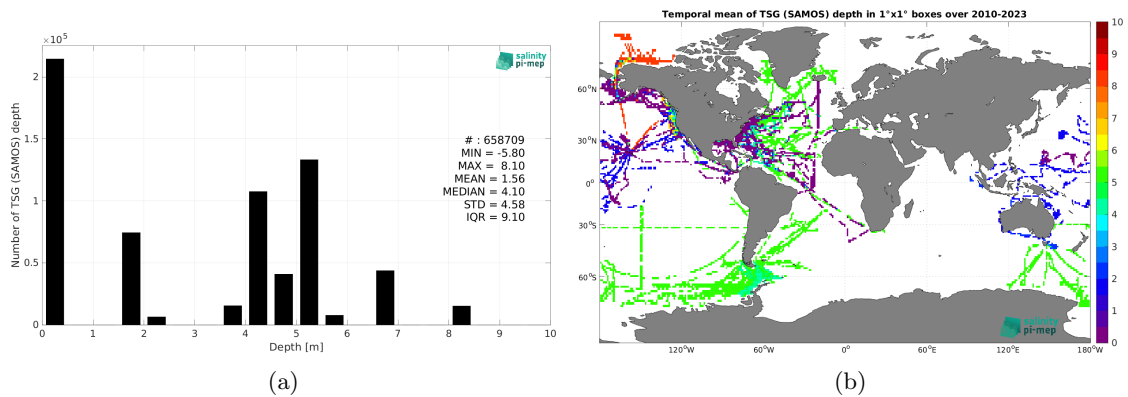 Temporal mean of TSG (SAMOS) depth in 1°x1° boxes over 2010-2023
×10⁵
2
1.5
1
0.5
0
Number of TSG (SAMOS) depth
salinity
pi-mep
# : 658709
MIN = -5.80
MAX = 8.10
MEAN = 1.56
MEDIAN = 4.10
STD = 4.58
IQR = 9.10
0 1 2 3 4 5 6 7 8 9 10
Depth [m]
(a)
60°N
30°N
0°
30°S
60°S
120°W 60°W 0° 60°E 120°E 180°W
salinity
pi-mep
10
9
8
7
6
5
4
3
2
1
0
(b)